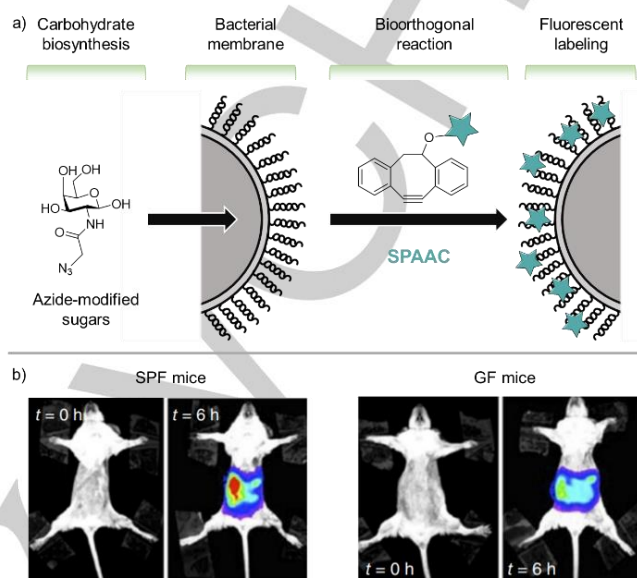 a)
Carbohydrate
biosynthesis
Bacterial
membrane
Bioorthogonal
reaction
Fluorescent
labeling
OH
OH
O
HO
OH
NH
O
N3
O
SPAAC
Azide-modified
sugars
b)
SPF mice
GF mice
t = 0 h
t = 6 h
t = 0 h
t = 6 h